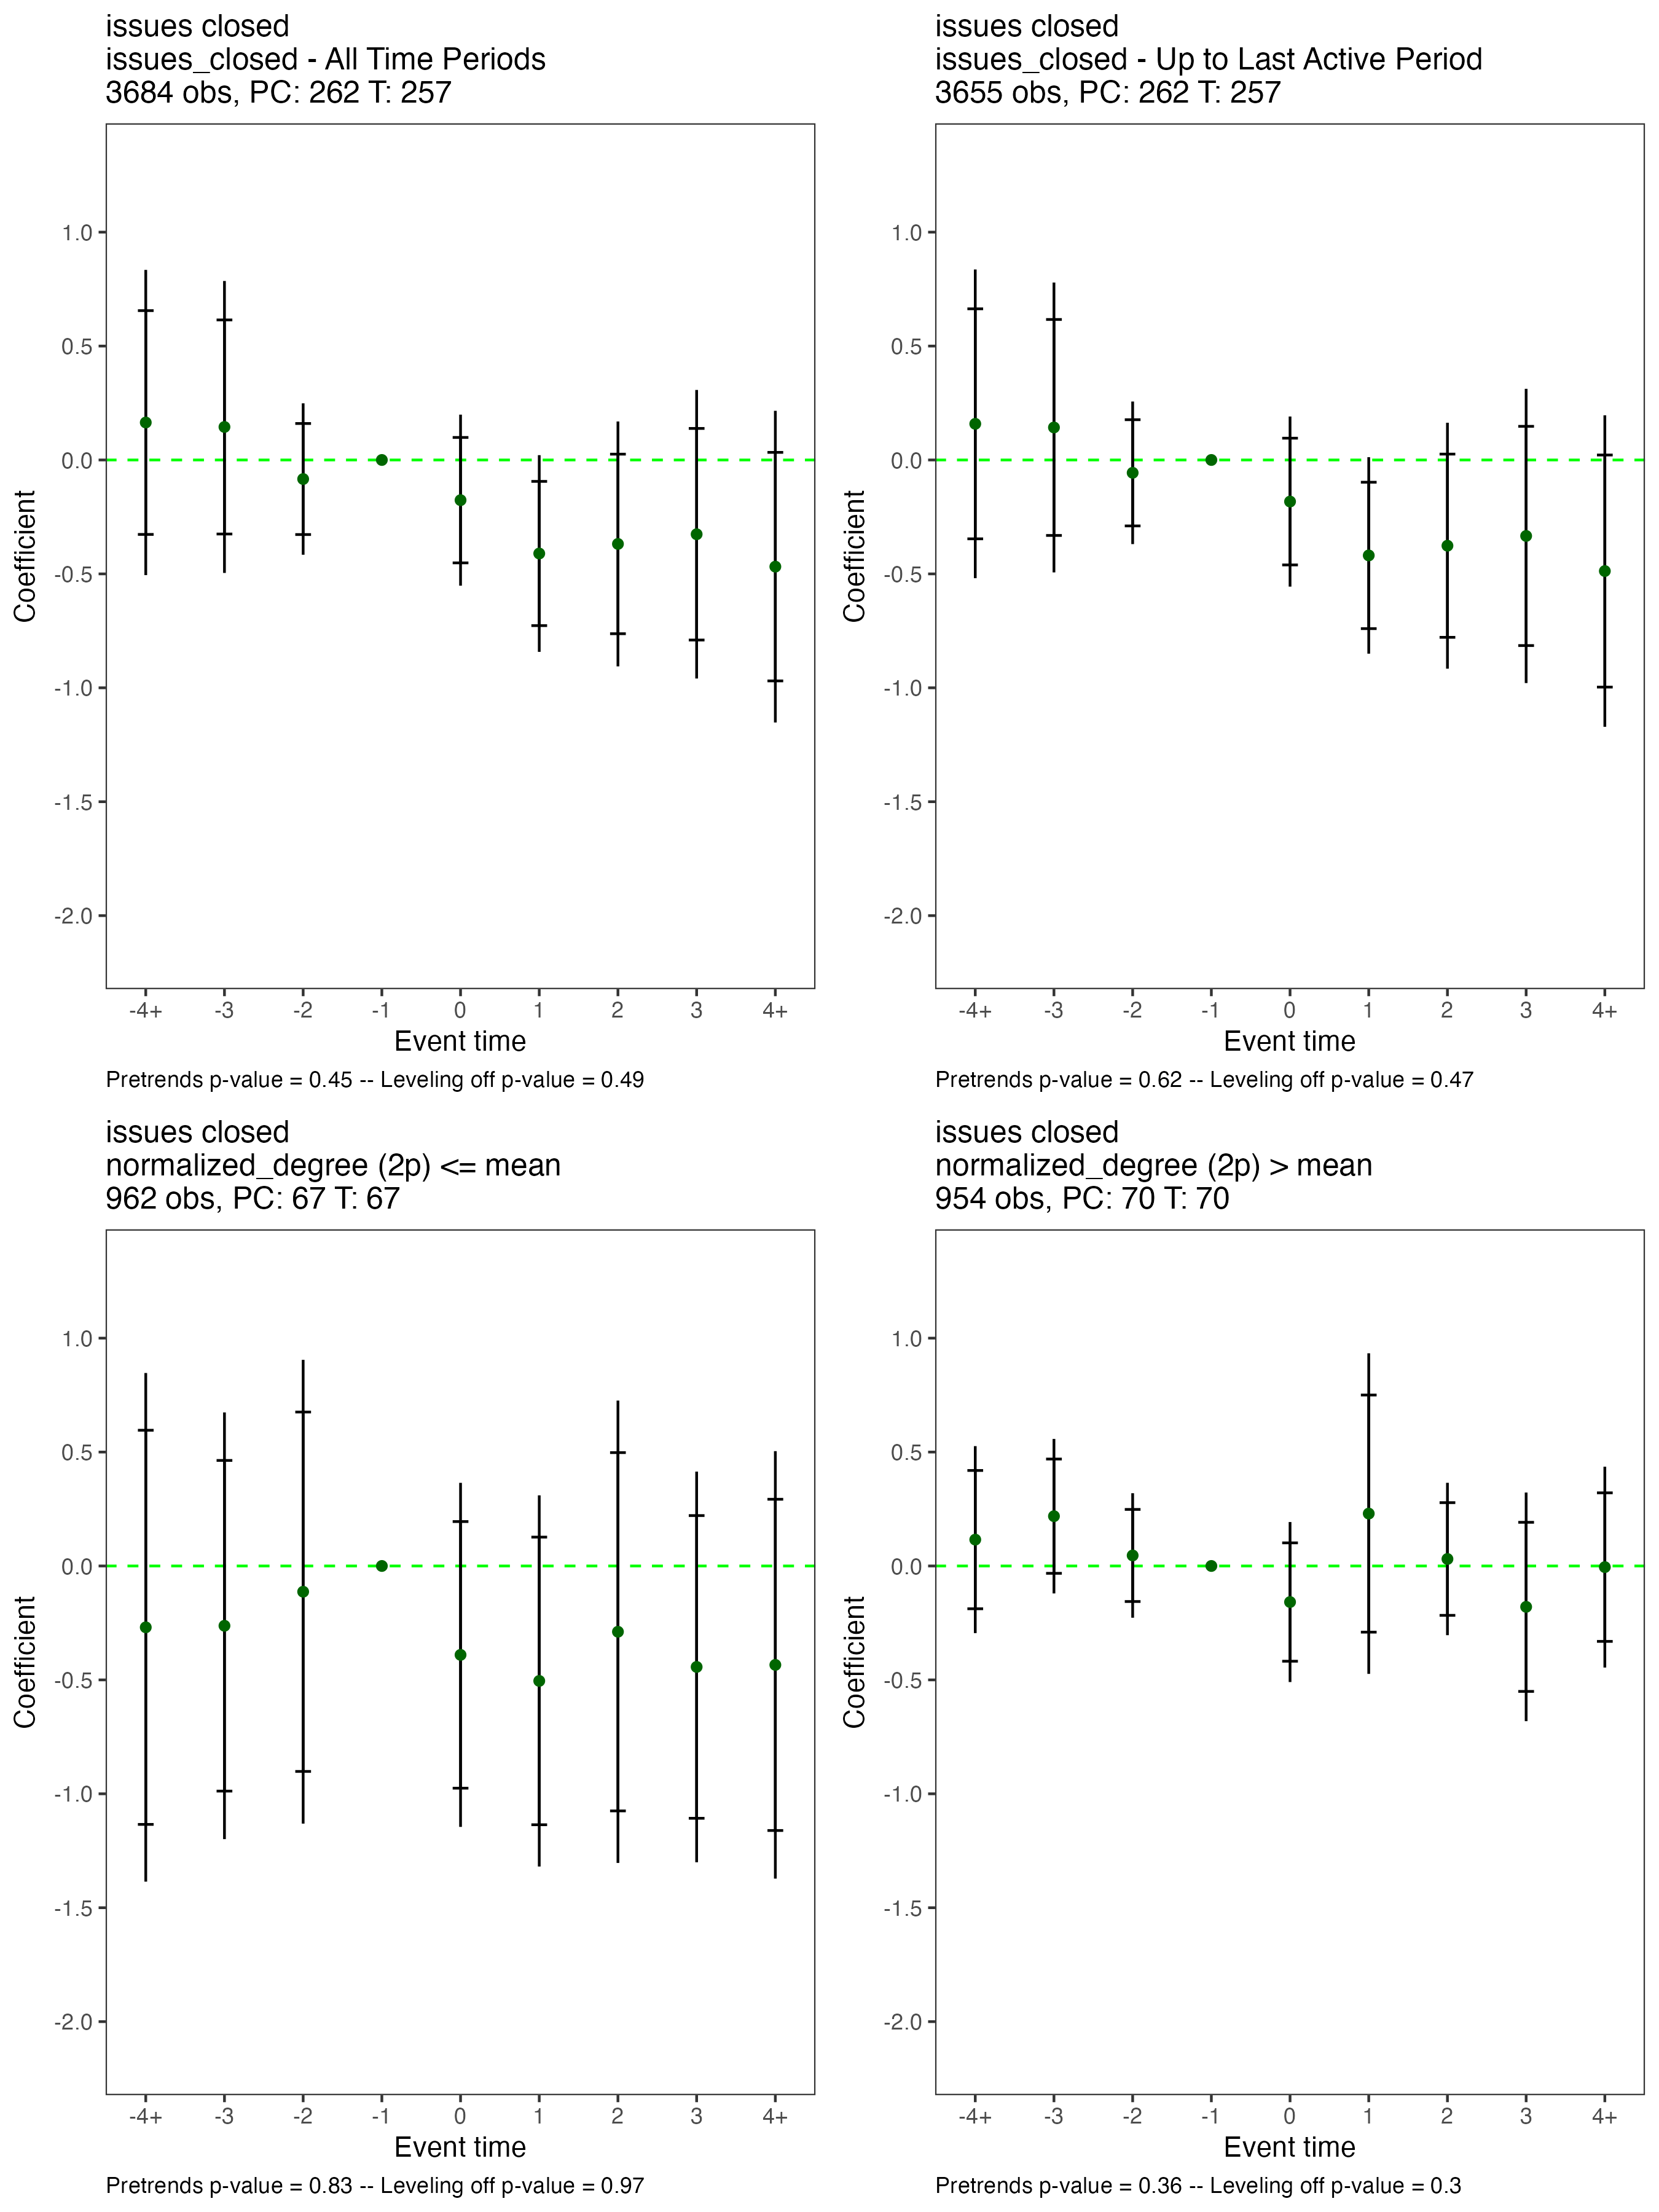 issues closed
issues_closed - All Time Periods
3684 obs, PC: 262 T: 257
1.0
0.5
0.0
-0.5
-1.0
-1.5
-2.0
Coefficient
-4+ -3 -2 -1 0 1 2 3 4+
Event time
Pretrends p-value = 0.45 -- Leveling off p-value = 0.49
issues closed
issues_closed - Up to Last Active Period
3655 obs, PC: 262 T: 257
1.0
0.5
0.0
-0.5
-1.0
-1.5
-2.0
Coefficient
-4+ -3 -2 -1 0 1 2 3 4+
Event time
Pretrends p-value = 0.62 -- Leveling off p-value = 0.47
issues closed
normalized_degree (2p) <= mean
962 obs, PC: 67 T: 67
1.0
0.5
0.0
-0.5
-1.0
-1.5
-2.0
Coefficient
-4+ -3 -2 -1 0 1 2 3 4+
Event time
Pretrends p-value = 0.83 -- Leveling off p-value = 0.97
issues closed
normalized_degree (2p) > mean
954 obs, PC: 70 T: 70
1.0
0.5
0.0
-0.5
-1.0
-1.5
-2.0
Coefficient
-4+ -3 -2 -1 0 1 2 3 4+
Event time
Pretrends p-value = 0.36 -- Leveling off p-value = 0.3